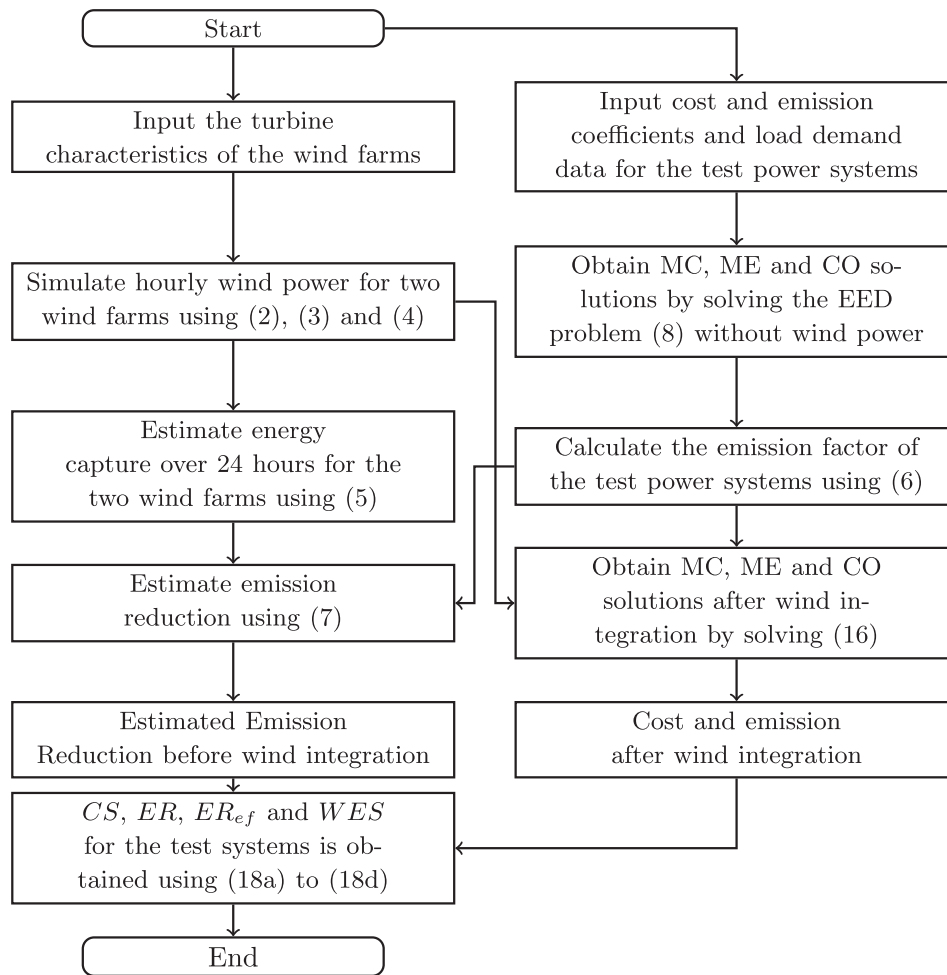 Start
Input the turbine
characteristics of the wind farms
Simulate hourly wind power for two
wind farms using (2), (3) and (4)
Estimate energy
capture over 24 hours for the
two wind farms using (5)
Estimate emission
reduction using (7)
Estimated Emission
Reduction before wind integration
CS, ER, ER_ef and WES
for the test systems is ob-
tained using (18a) to (18d)
End
Input cost and emission
coefficients and load demand
data for the test power systems
Obtain MC, ME and CO so-
lutions by solving the EED
problem (8) without wind power
Calculate the emission factor of
the test power systems using (6)
Obtain MC, ME and CO
solutions after wind in-
tegration by solving (16)
Cost and emission
after wind integration